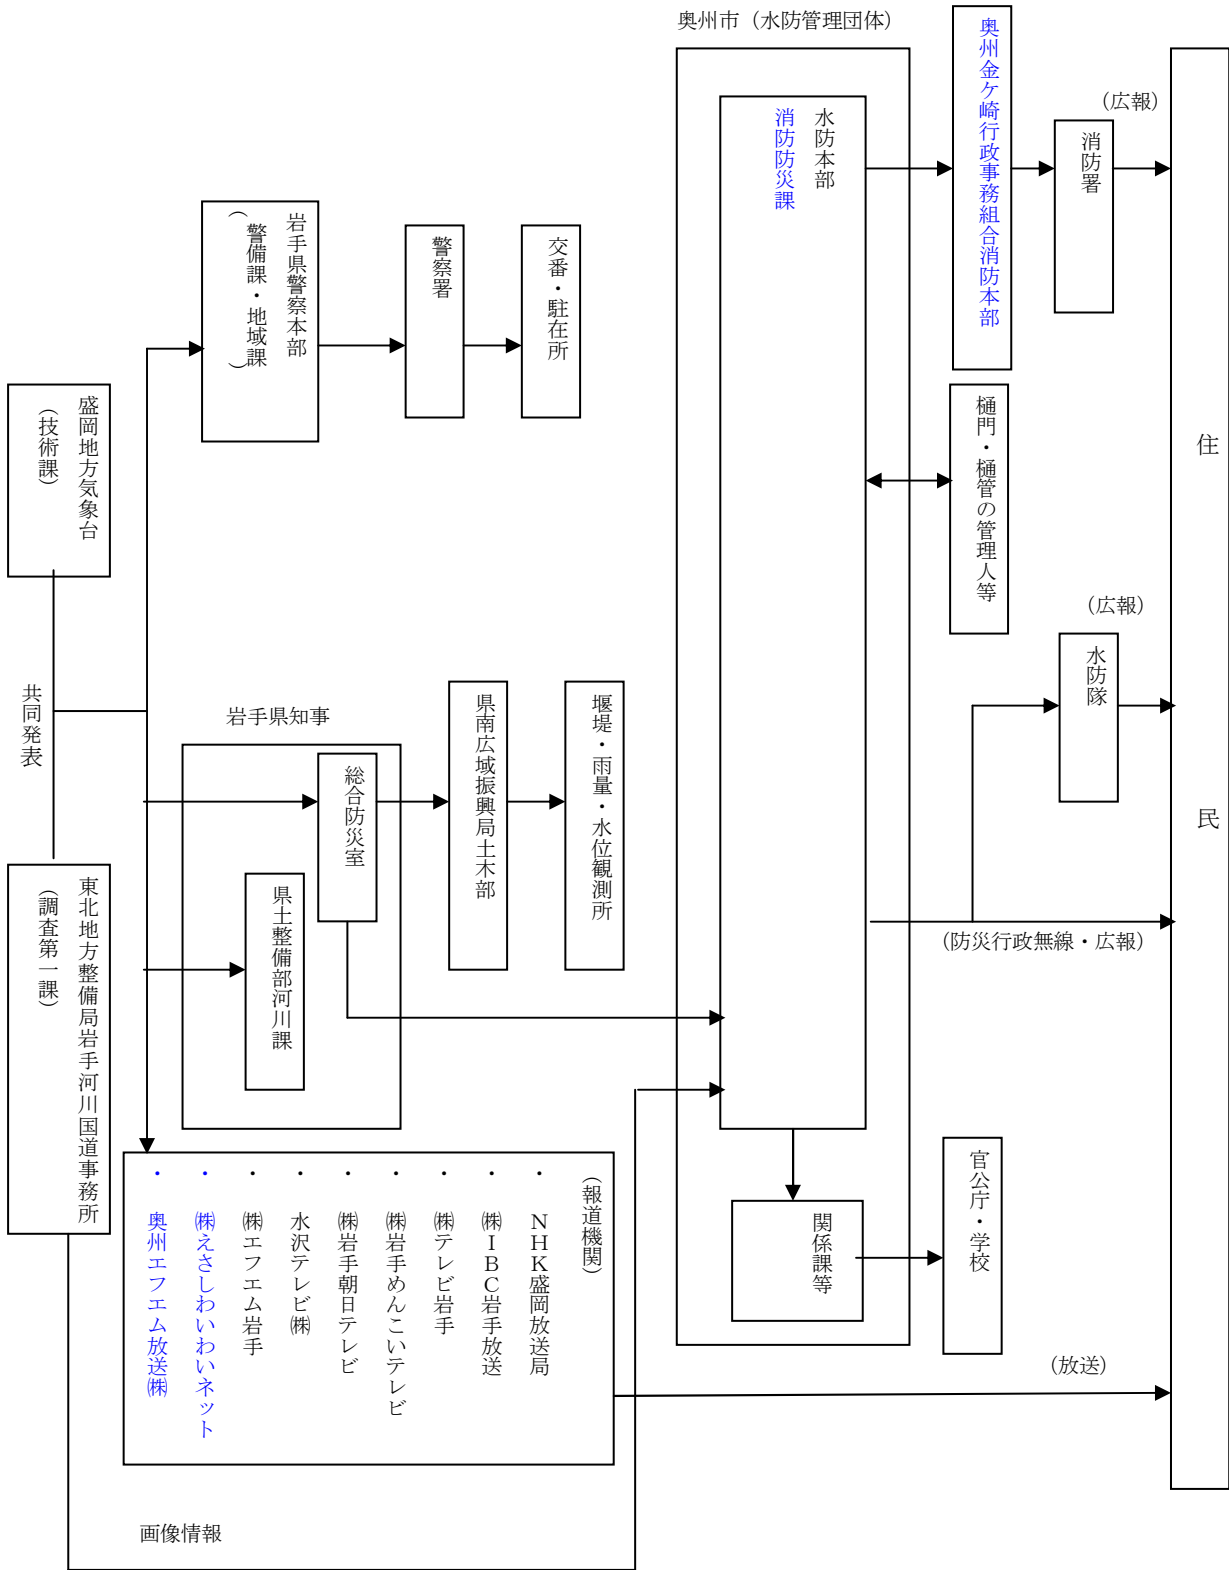 奥州市（水防管理団体）
水防本部
消防防災課
奥州金ケ崎行政事務組合消防本部
（広報）
消防署
住民
岩手県警察本部
（警備課・地域課）
警察署
交番・駐在所
盛岡地方気象台
（技術課）
樋門・樋管の管理人等
（広報）
水防隊
共同発表
岩手県知事
総合防災室
県土整備部河川課
県南広域振興局土木部
堰堤・雨量・水位観測所
東北地方整備局岩手河川国道事務所
（調査第一課）
（防災行政無線・広報）
関係課等
官公庁・学校
（報道機関）
・ＮＨＫ盛岡放送局
・㈱ＩＢＣ岩手放送
・㈱テレビ岩手
・㈱岩手めんこいテレビ
・㈱岩手朝日テレビ
・水沢テレビ㈱
・㈱エフエム岩手
・㈱えさしわいわいネット
・奥州エフエム放送㈱
（放送）
画像情報